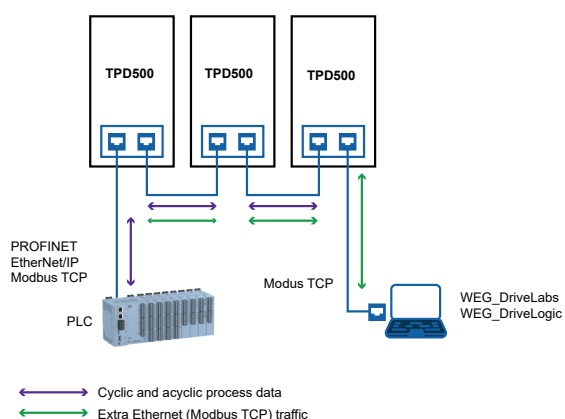 TPD500
TPD500
TPD500
PROFINET
EtherNet/IP
Modbus TCP
PLC
Modus TCP
WEG_DriveLabs
WEG_DriveLogic
Cyclic and acyclic process data
Extra Ethernet (Modbus TCP) traffic